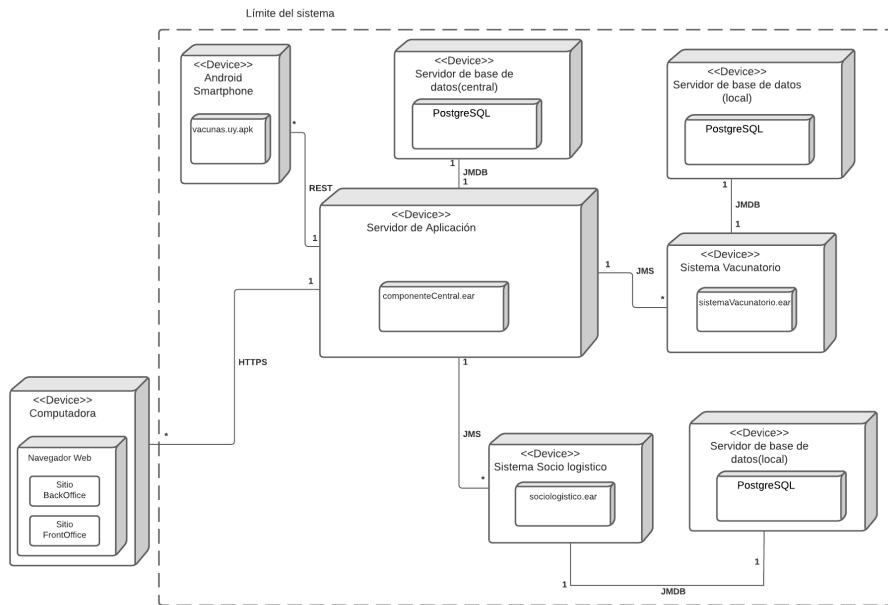 Límite del sistema
<<Device>>
Android
Smartphone
vacunas.uy.apk
*
REST
1
<<Device>>
Servidor de base de
datos(central)
PostgreSQL
1
JMDB
1
<<Device>>
Servidor de base de datos
(local)
PostgreSQL
1
JMDB
1
<<Device>>
Servidor de Aplicación
componenteCentral.ear
1
JMS
*
<<Device>>
Sistema Vacunatorio
sistemaVacunatorio.ear
1
HTTPS
*
<<Device>>
Computadora
Navegador Web
Sitio
BackOffice
Sitio
FrontOffice
1
JMS
*
<<Device>>
Sistema Socio logistico
sociologistico.ear
<<Device>>
Servidor de base de
datos(local)
PostgreSQL
1
1
JMDB